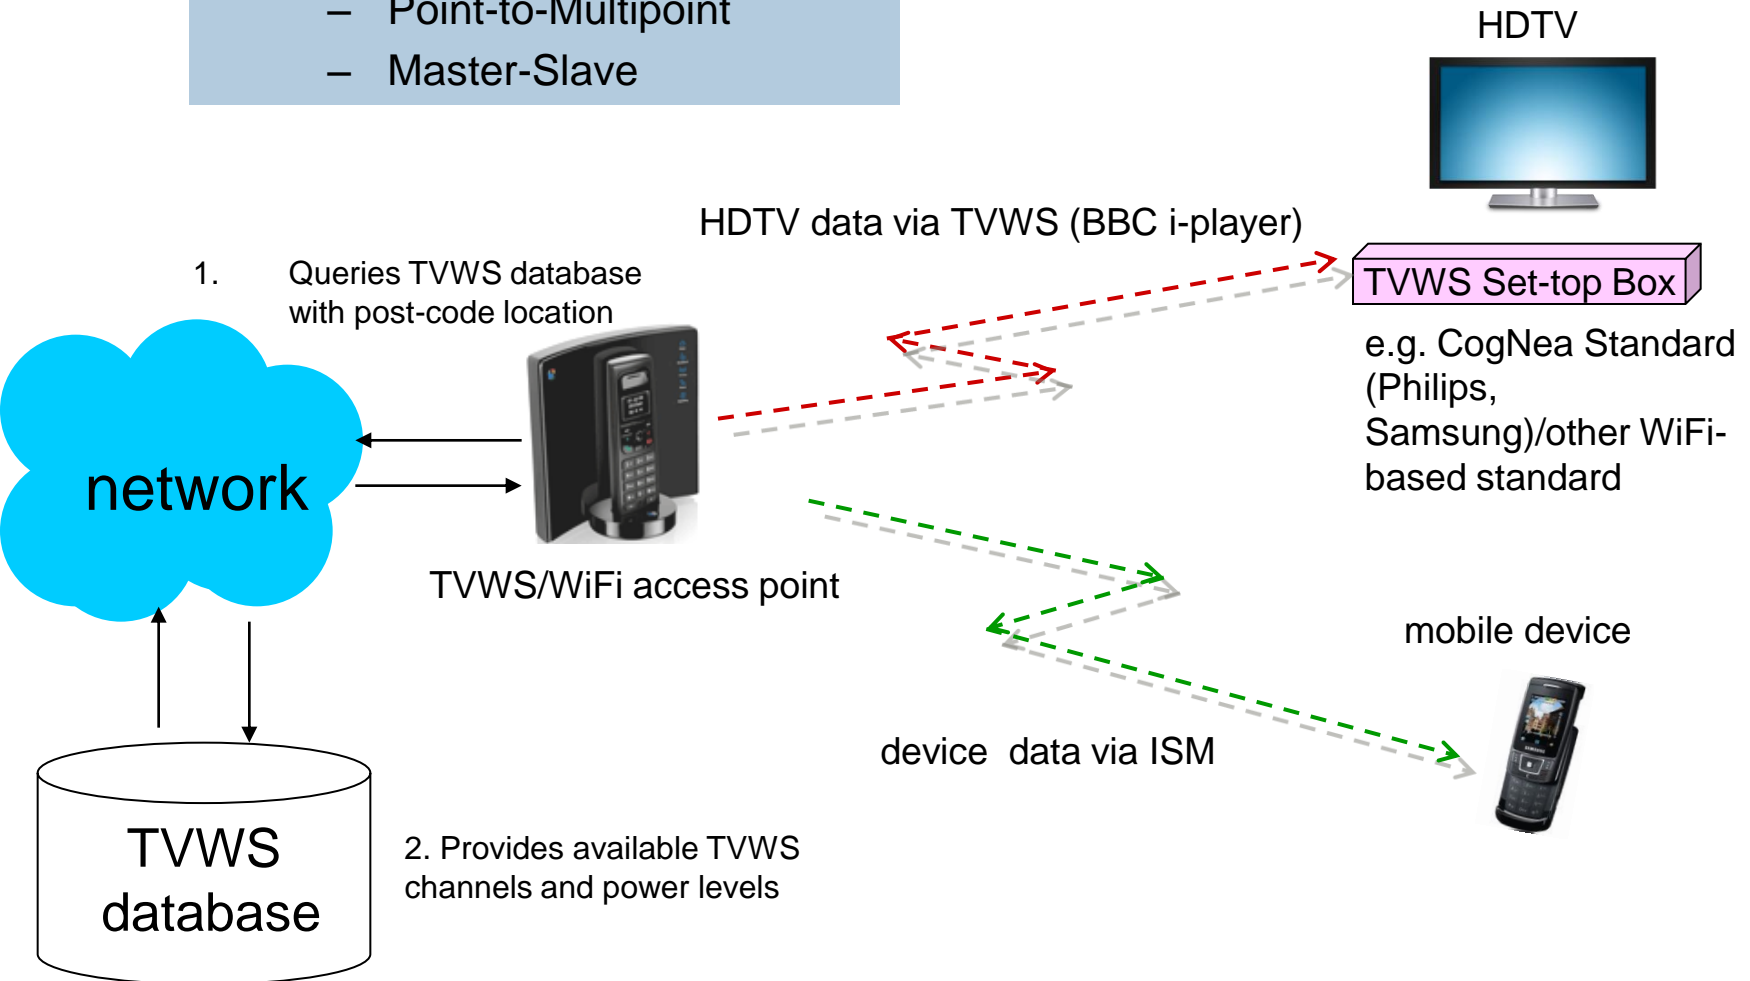 – Point-to-Multipoint
– Master-Slave
HDTV
HDTV data via TVWS (BBC i-player)
1. Queries TVWS database
with post-code location
TVWS Set-top Box
e.g. CogNea Standard
(Philips,
Samsung)/other WiFi-
based standard
network
TVWS/WiFi access point
mobile device
device data via ISM
TVWS
database
2. Provides available TVWS
channels and power levels